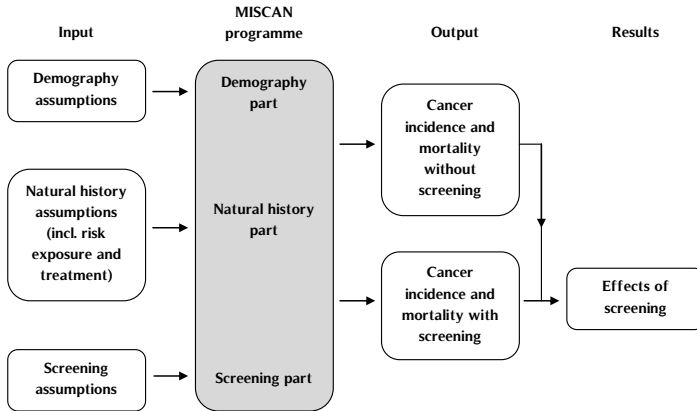 Input
MISCAN
programme
Output
Results
Demography
assumptions
Demography
part
Cancer
incidence and
mortality
without
screening
Natural history
assumptions
(incl. risk
exposure and
treatment)
Natural history
part
Cancer
incidence and
mortality with
screening
Effects of
screening
Screening
assumptions
Screening part